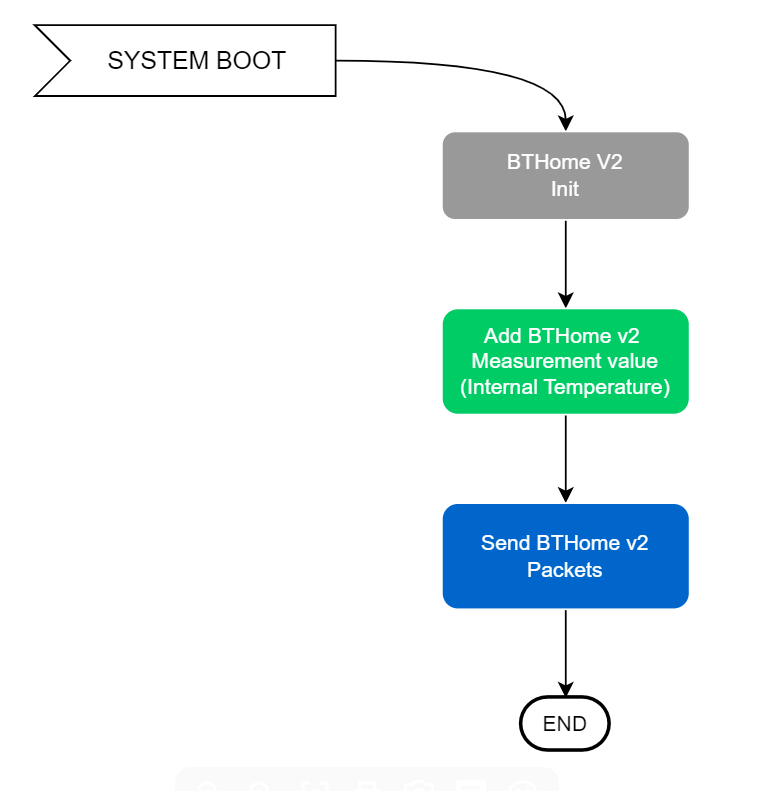 SYSTEM BOOT
BTHome V2
Init
Add BTHome v2
Measurement value
(Internal Temperature)
Send BTHome v2
Packets
END